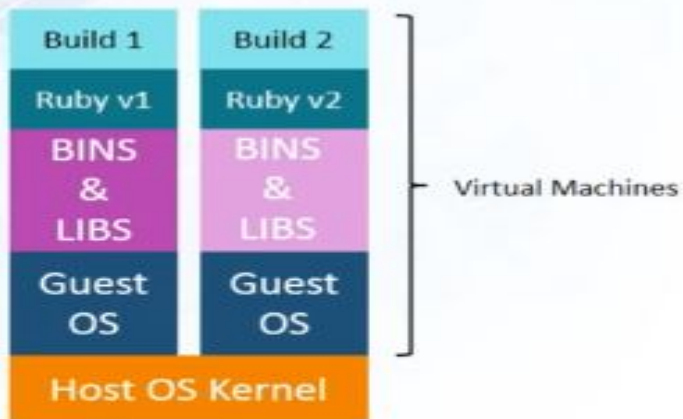 Build 1
Build 2
Ruby v1
Ruby v2
BINS
&
LIBS
BINS
&
LIBS
Virtual Machines
Guest
OS
Guest
OS
Host OS Kernel